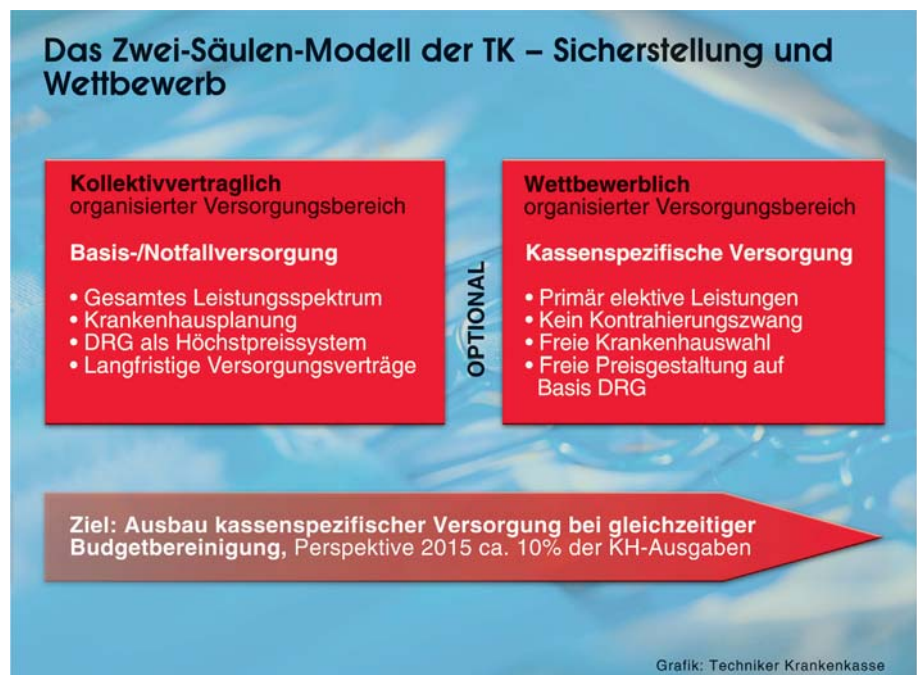 Das Zwei-Säulen-Modell der TK – Sicherstellung und
Wettbewerb
Kollektivvertraglich
organisierter Versorgungsbereich
Basis-/Notfallversorgung
• Gesamtes Leistungsspektrum
• Krankenhausplanung
• DRG als Höchstpreissystem
• Langfristige Versorgungsverträge
OPTIONAL
Wettbewerblich
organisierter Versorgungsbereich
Kassenspezifische Versorgung
• Primär elektive Leistungen
• Kein Kontrahierungszwang
• Freie Krankenhauswahl
• Freie Preisgestaltung auf
Basis DRG
Ziel: Ausbau kassenspezifischer Versorgung bei gleichzeitiger
Budgetbereinigung, Perspektive 2015 ca. 10% der KH-Ausgaben
Grafik: Techniker Krankenkasse